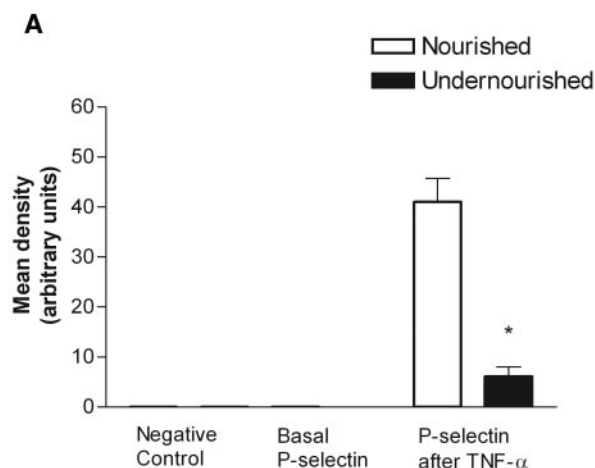 A
Nourished
Undernourished
Mean density
(arbitrary units)
60
50
40
30
20
10
0
*
Negative
Control
Basal
P-selectin
P-selectin
after TNF-α